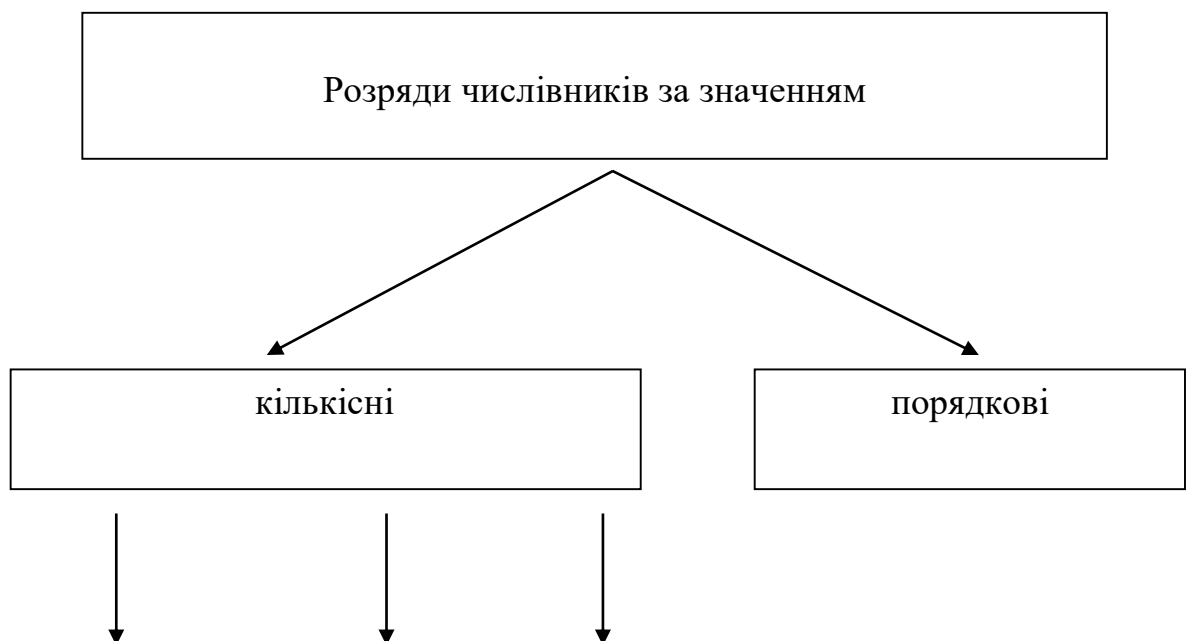 Розряди числівників за значенням
кількісні
порядкові